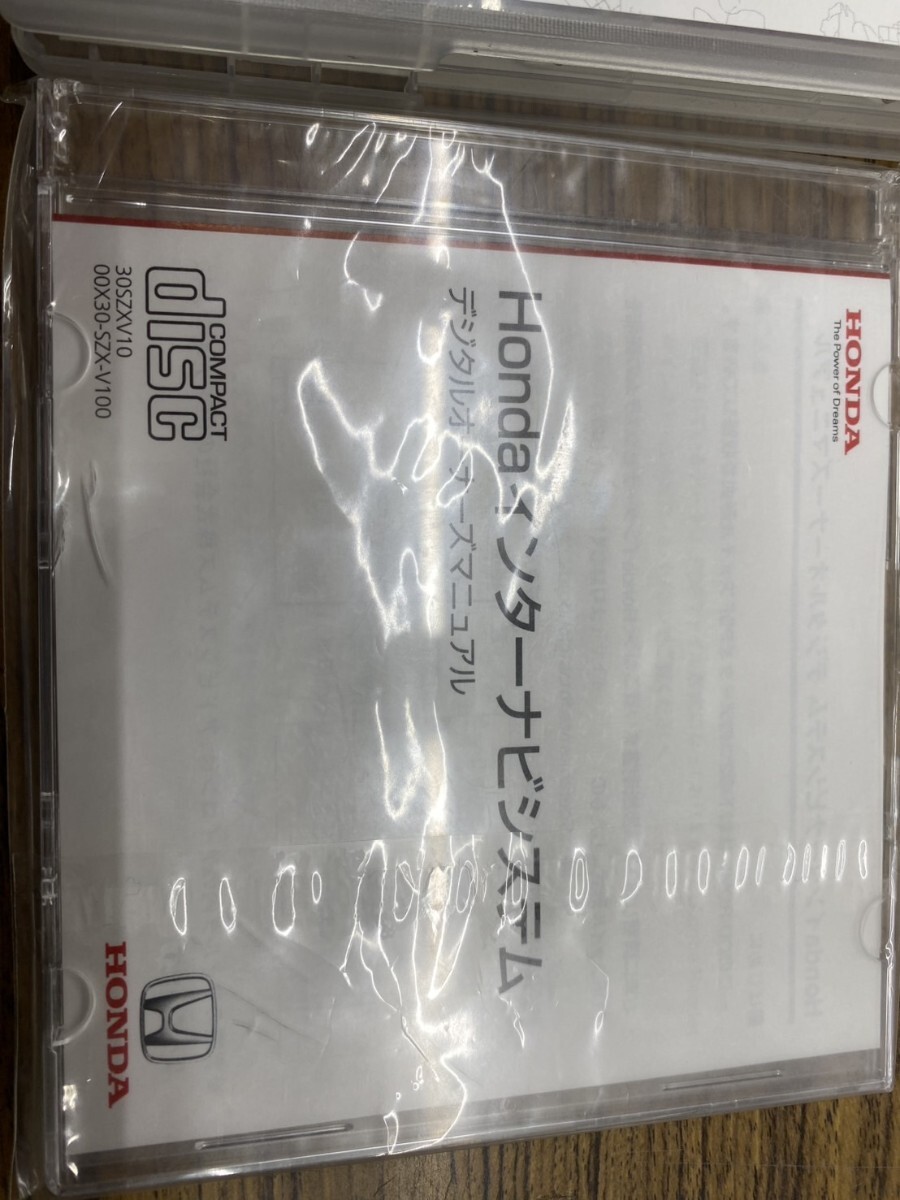 HONDA
The Power of Dreams
Hondaインターナビシステム
デジタルオーナーズマニュアル
COMPACT
disc
30SZXV10
00X30-SZX-V100
HONDA